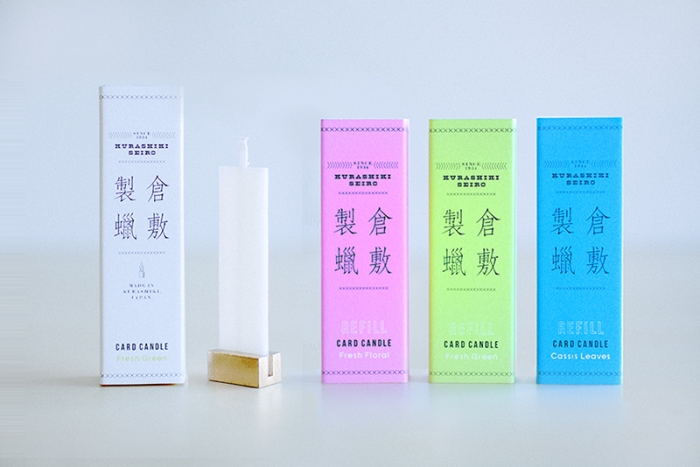 SINCE
1934
KURASHIKI
SEIRO
倉敷
製蠟
MADE IN
KURASHIKI,
JAPAN
CARD CANDLE
Fresh Green
SINCE
1934
KURASHIKI
SEIRO
倉敷
製蠟
REFILL
CARD CANDLE
Fresh Floral
SINCE
1934
KURASHIKI
SEIRO
倉敷
製蠟
REFILL
CARD CANDLE
Fresh Green
SINCE
1934
KURASHIKI
SEIRO
倉敷
製蠟
REFILL
CARD CANDLE
Cassis Leaves